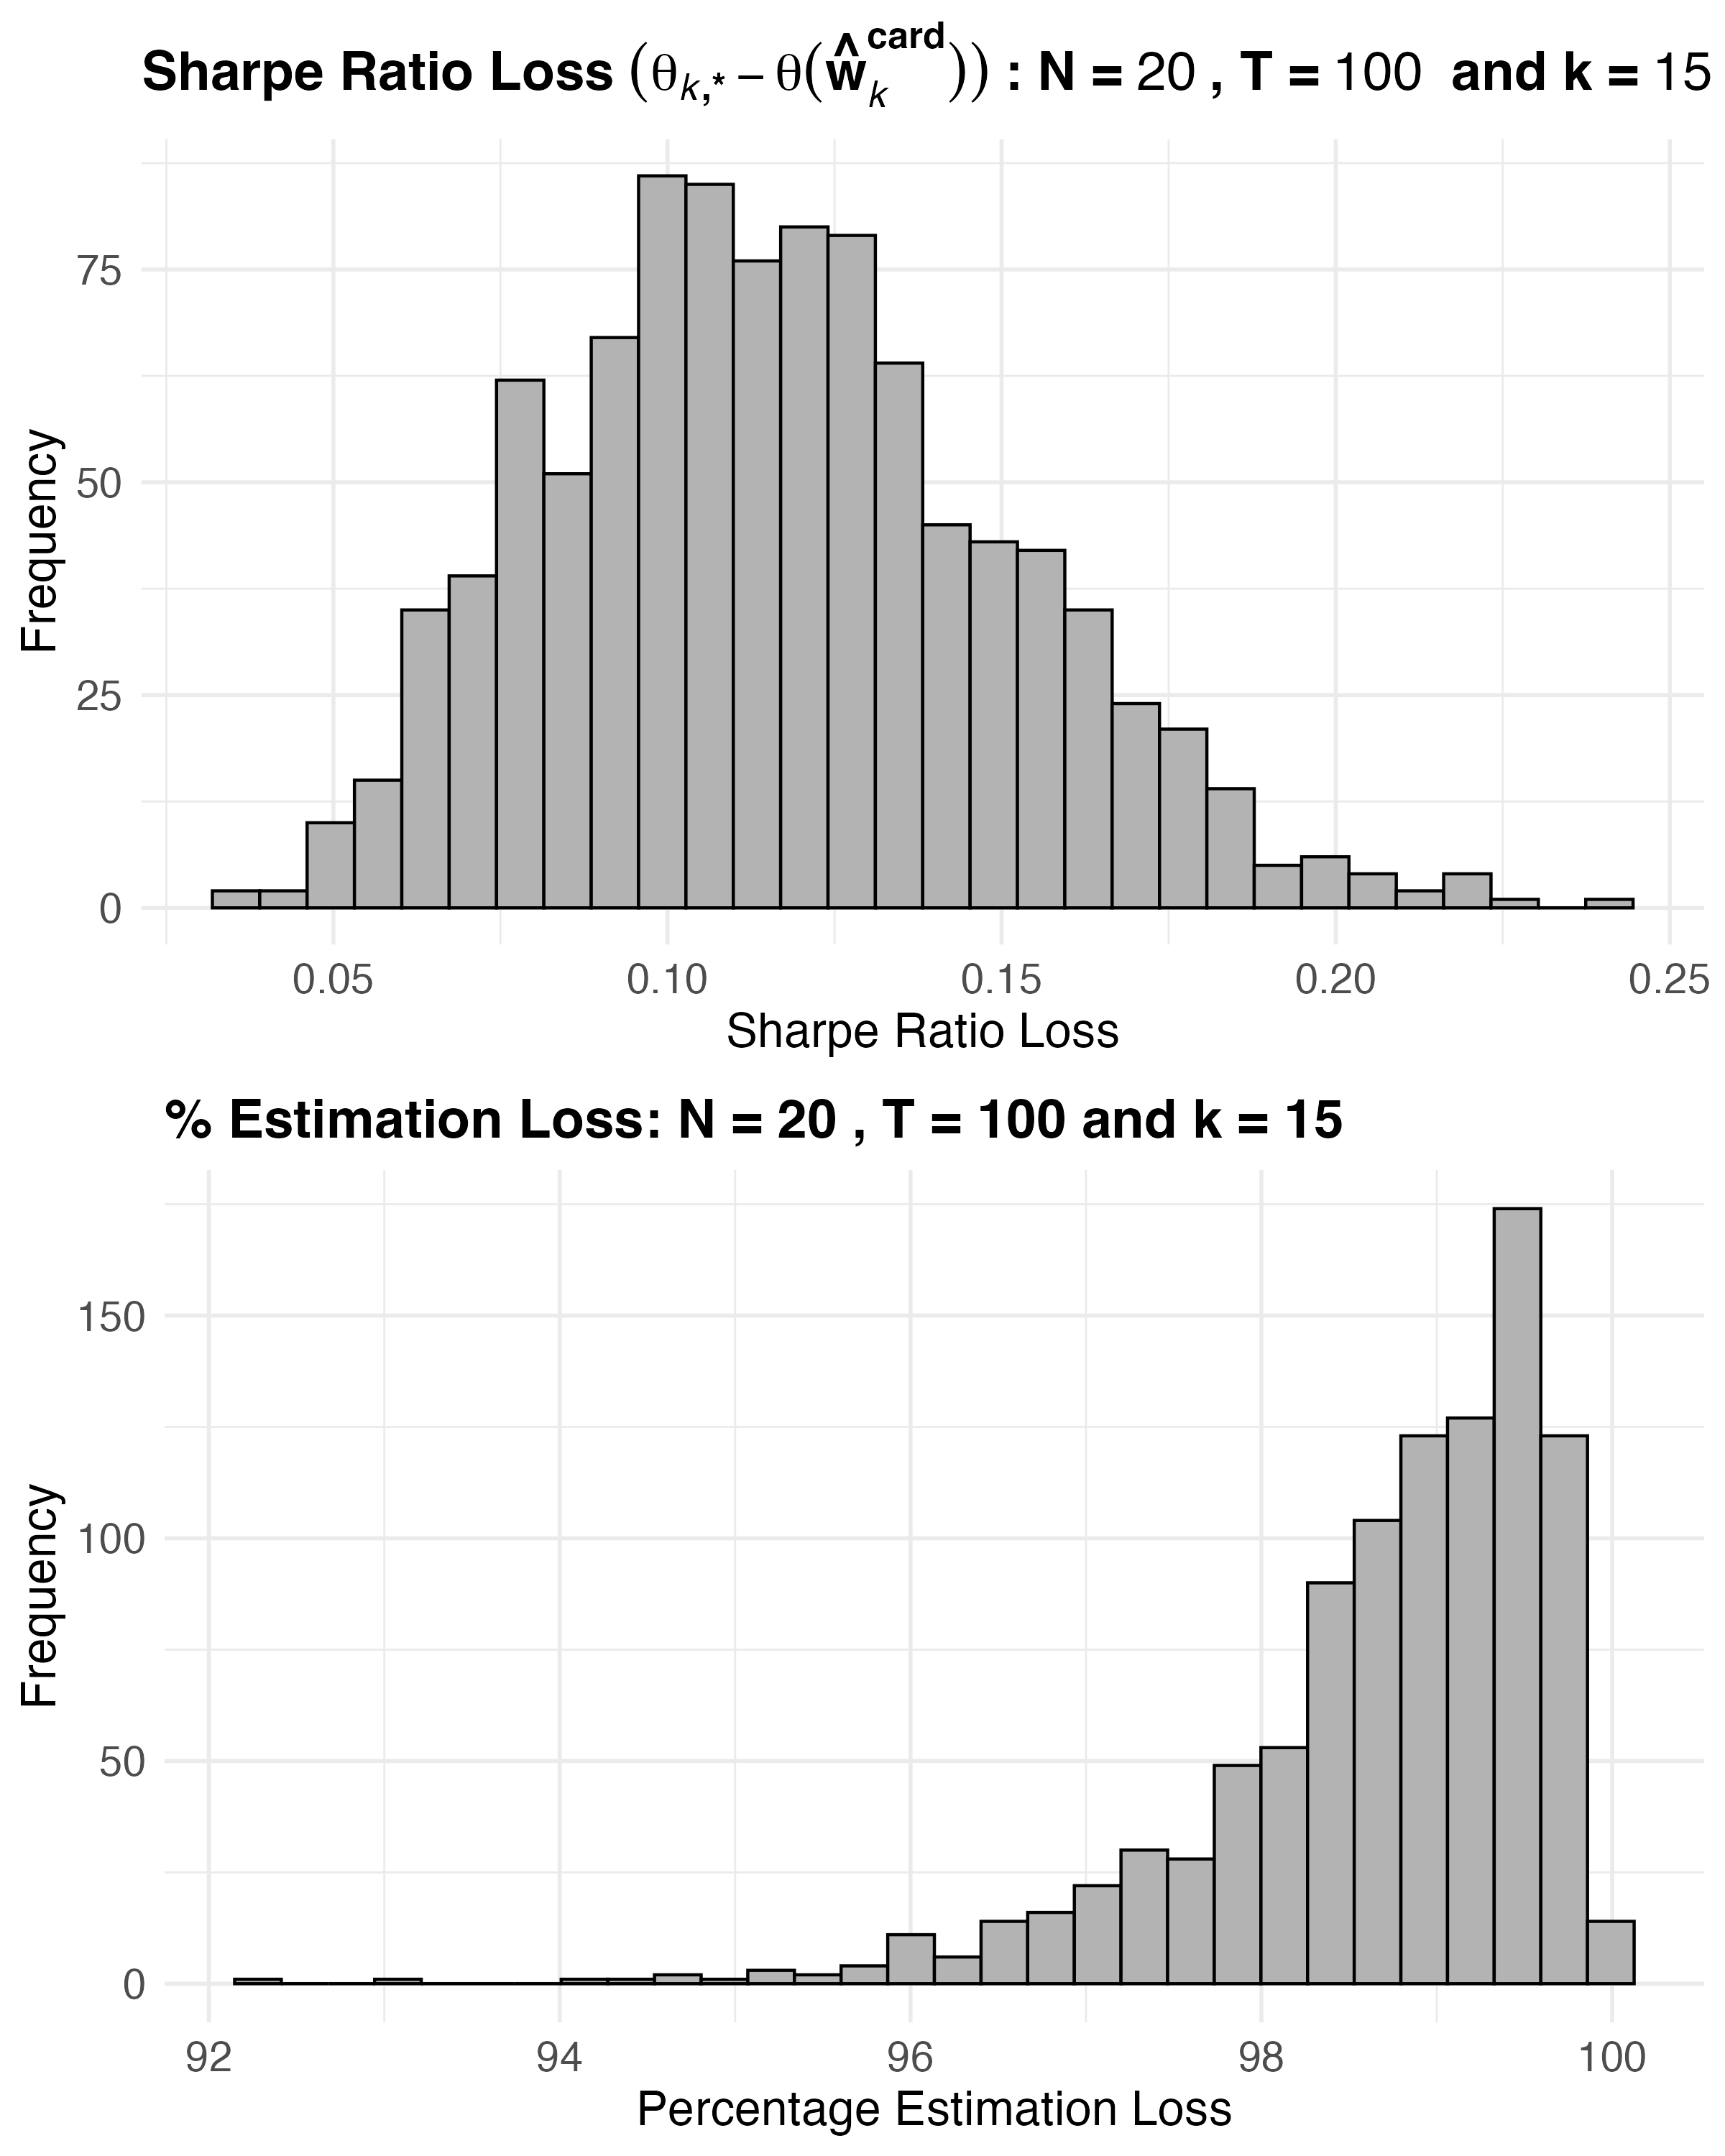 Sharpe Ratio Loss (θk,* − θ(ŵk^card)) : N = 20 , T = 100 and k = 15
Frequency
75
50
25
0
0.05 0.10 0.15 0.20 0.25
Sharpe Ratio Loss
% Estimation Loss: N = 20 , T = 100 and k = 15
Frequency
150
100
50
0
92 94 96 98 100
Percentage Estimation Loss